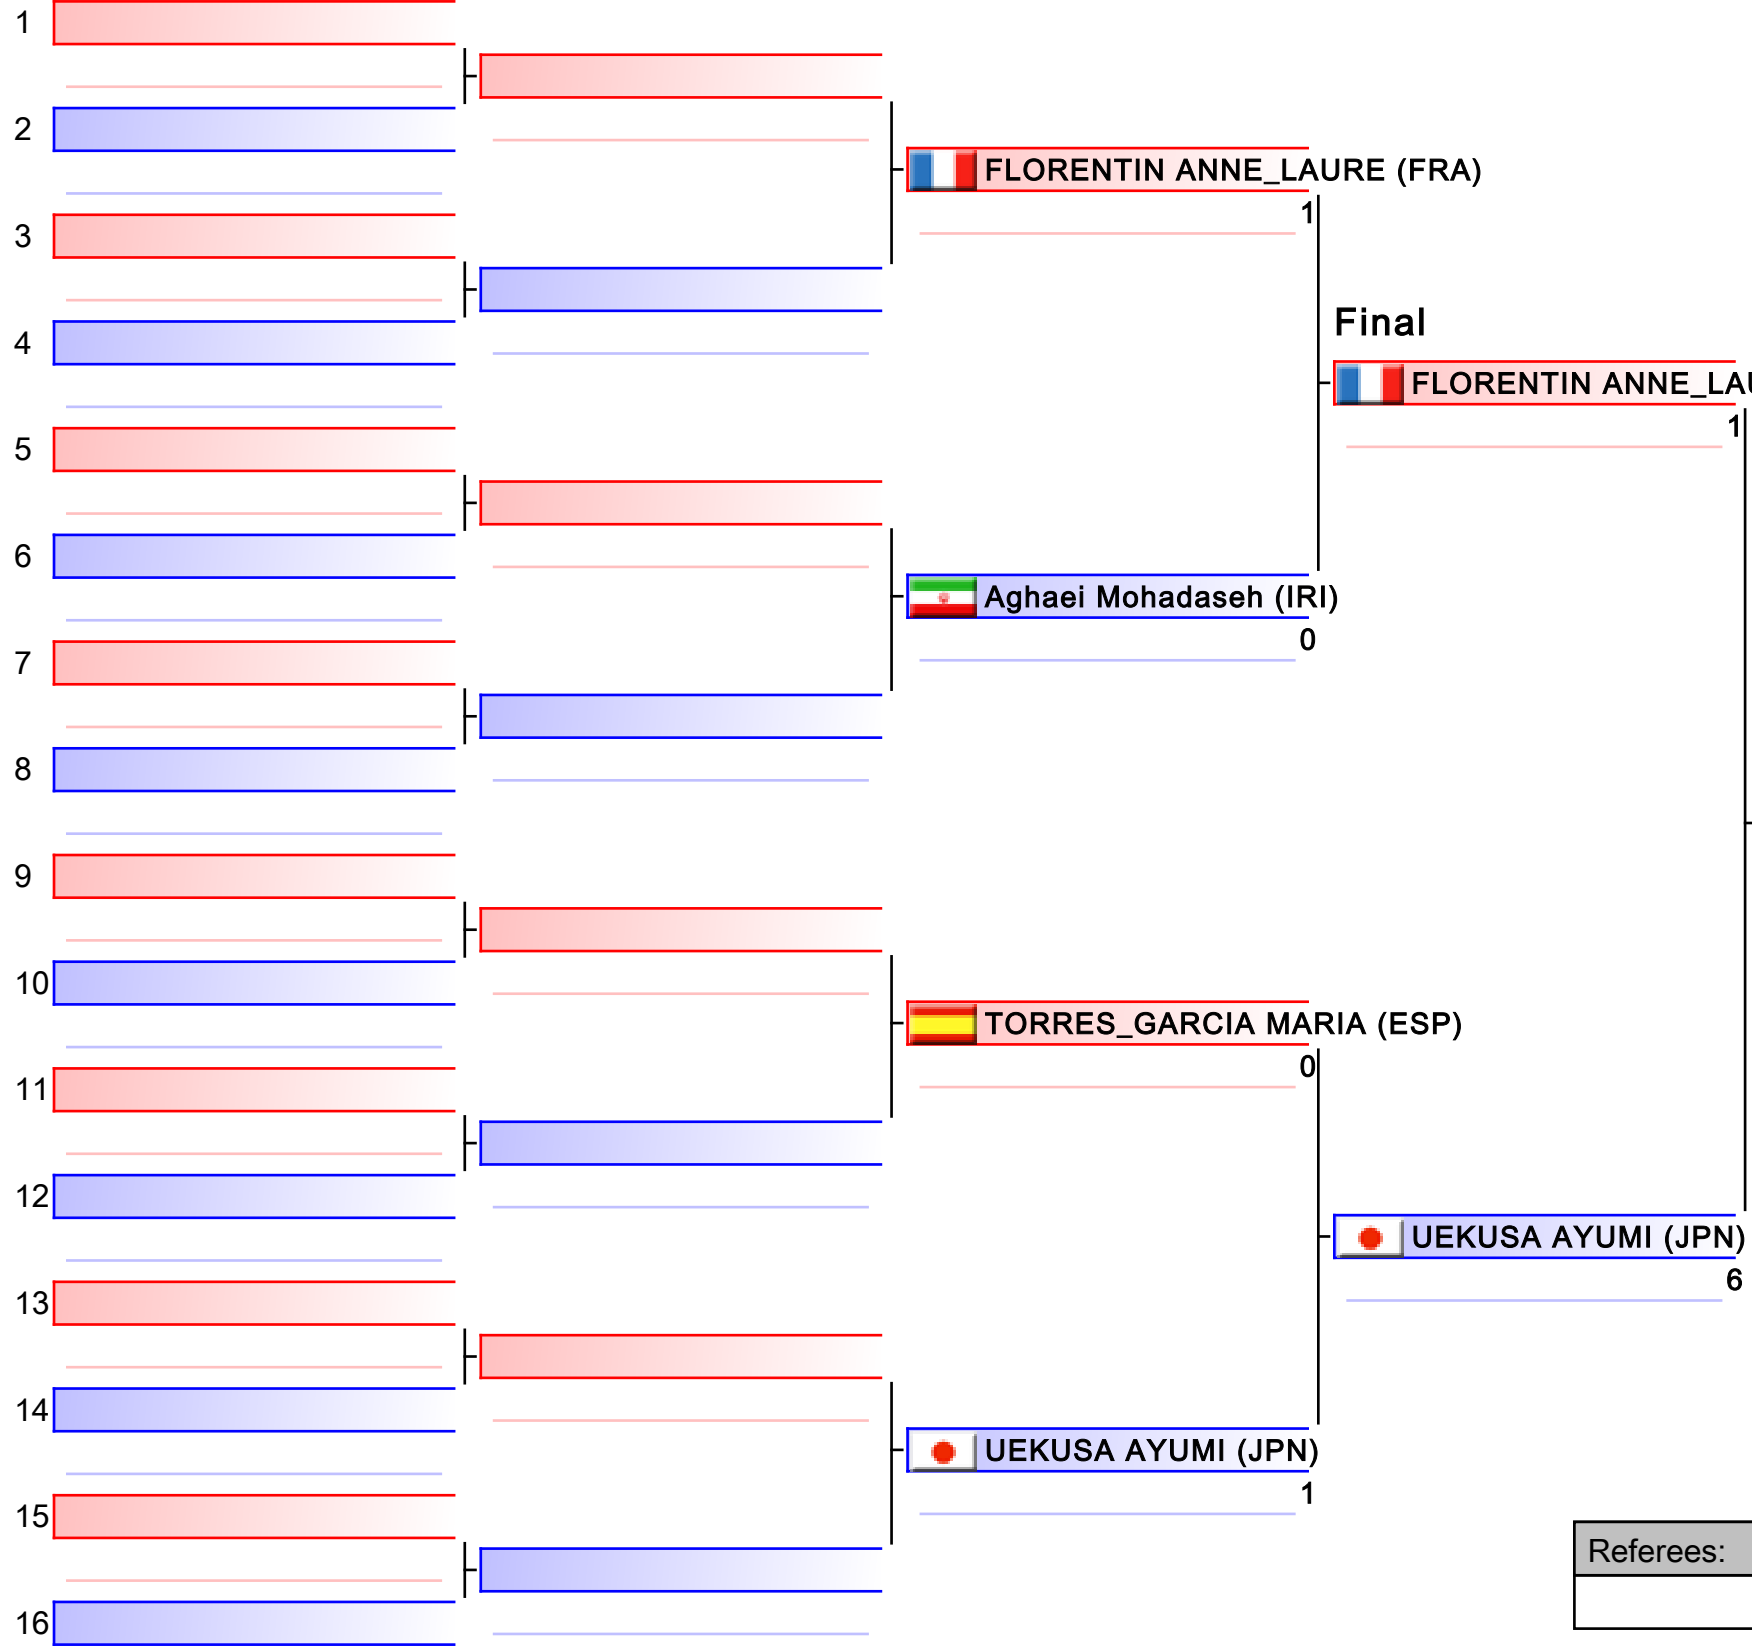 1
2
3
4
5
6
7
8
9
10
11
12
13
14
15
16
FLORENTIN ANNE_LAURE (FRA)
1
Aghaei Mohadaseh (IRI)
0
TORRES_GARCIA MARIA (ESP)
0
UEKUSA AYUMI (JPN)
1
Final
FLORENTIN ANNE_LAU
1
UEKUSA AYUMI (JPN)
6
Referees: